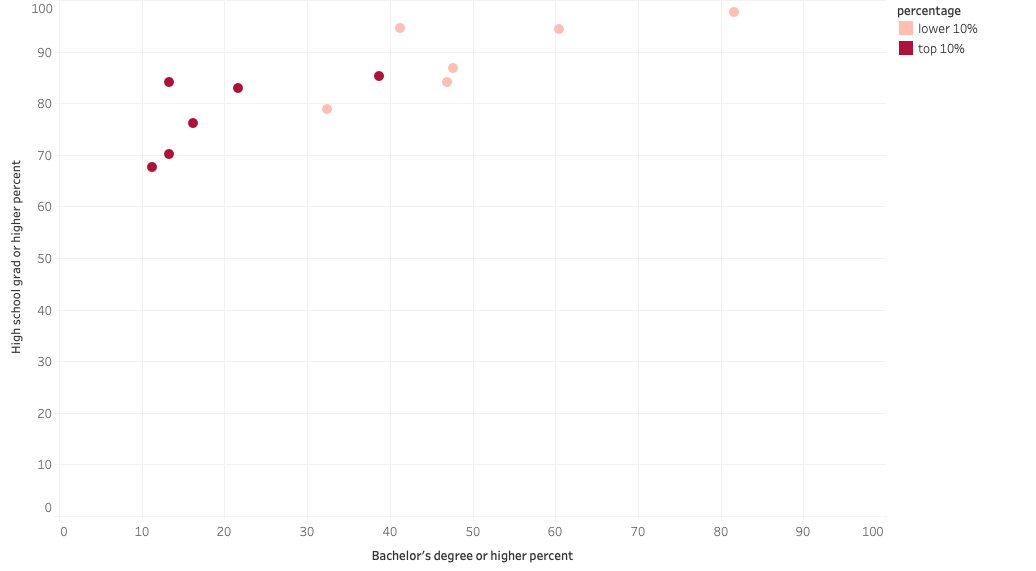 percentage
lower 10%
top 10%
High school grad or higher percent
100
90
80
70
60
50
40
30
20
10
0
0 10 20 30 40 50 60 70 80 90 100
Bachelor's degree or higher percent